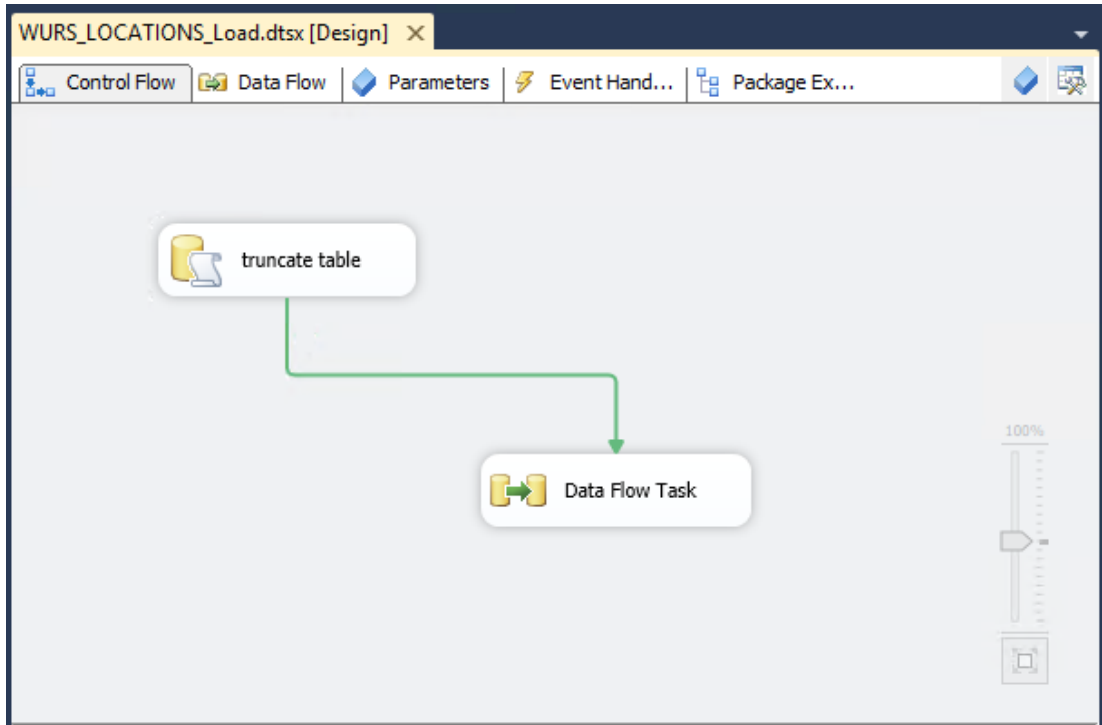 WURS_LOCATIONS_Load.dtsx [Design]
Control Flow Data Flow Parameters Event Hand... Package Ex...
truncate table
Data Flow Task
100%